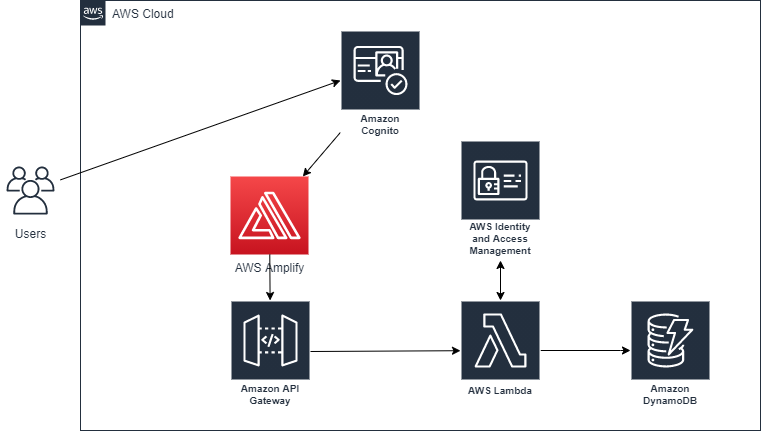 aws
AWS Cloud
Amazon
Cognito
Users
AWS Identity
and Access
Management
AWS Amplify
</>
Amazon API
Gateway
AWS Lambda
Amazon
DynamoDB